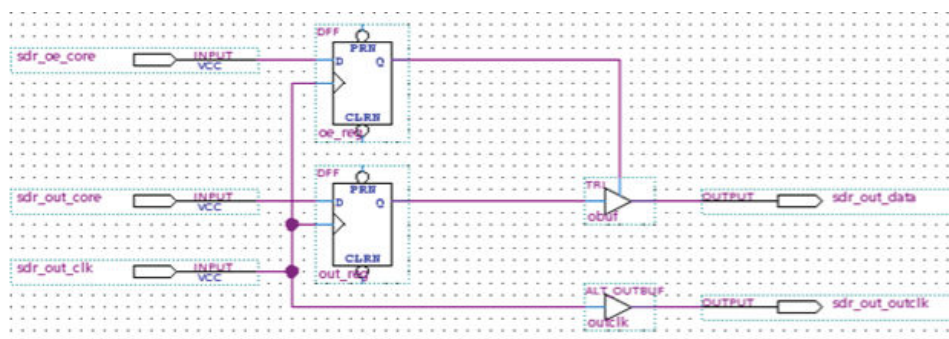 DFF
PRN
sdr_oe_core
INPUT
VCC
D
Q
CLRN
oe_reg
DFF
PRN
sdr_out_core
INPUT
VCC
D
Q
TRI
obuf
OUTPUT
sdr_out_data
CLRN
out_reg
sdr_out_clk
INPUT
VCC
ALT_OUTBUF
outclk
OUTPUT
sdr_out_outclk